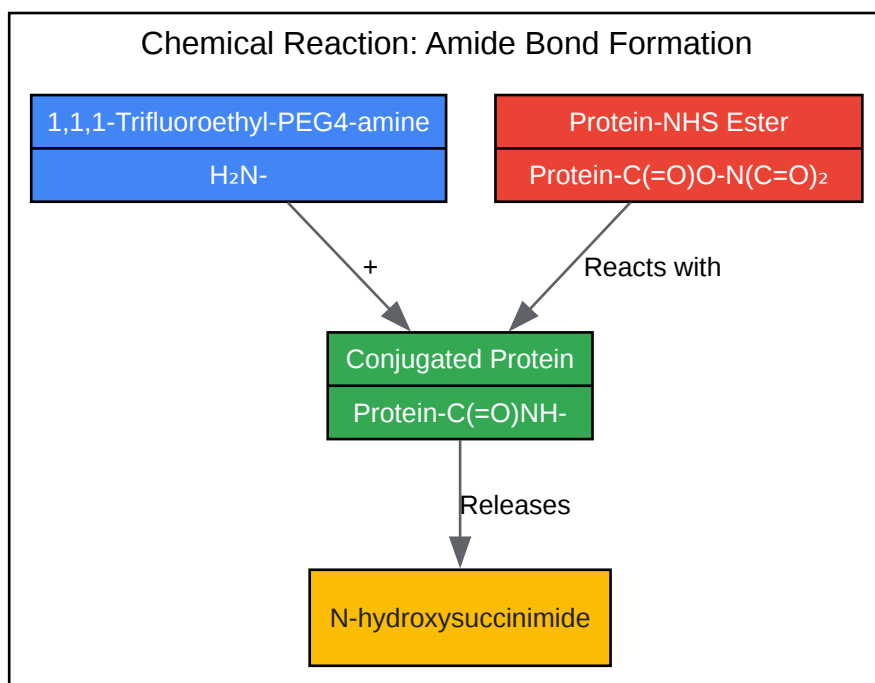 Chemical Reaction: Amide Bond Formation
1,1,1-Trifluoroethyl-PEG4-amine
H₂N-
Protein-NHS Ester
Protein-C(=O)O-N(C=O)₂
+
Reacts with
Conjugated Protein
Protein-C(=O)NH-
Releases
N-hydroxysuccinimide